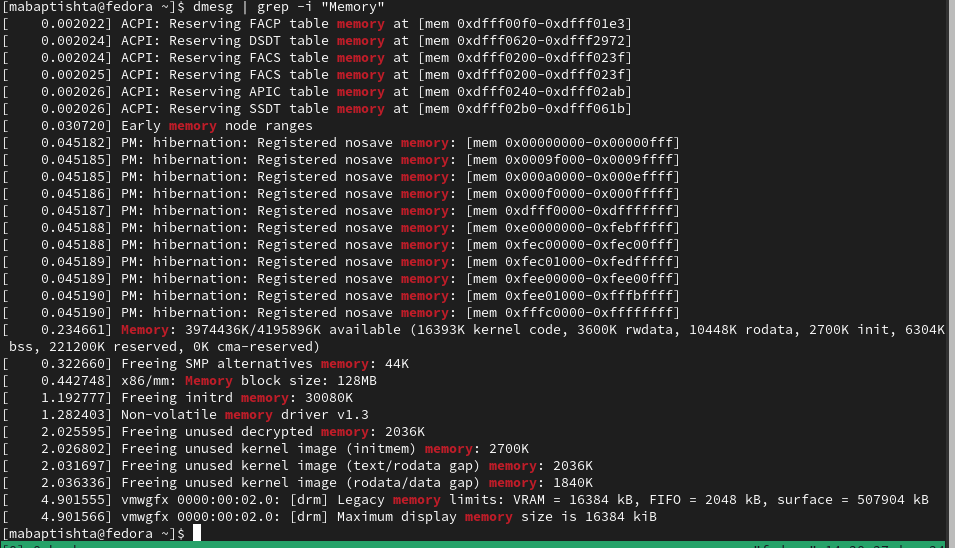 [mabaptishta@fedora ~]$ dmesg | grep -i "Memory"
[    0.002022] ACPI: Reserving FACP table memory at [mem 0xdfff00f0-0xdfff01e3]
[    0.002024] ACPI: Reserving DSDT table memory at [mem 0xdfff0620-0xdfff2972]
[    0.002024] ACPI: Reserving FACS table memory at [mem 0xdfff0200-0xdfff023f]
[    0.002025] ACPI: Reserving FACS table memory at [mem 0xdfff0200-0xdfff023f]
[    0.002026] ACPI: Reserving APIC table memory at [mem 0xdfff0240-0xdfff02ab]
[    0.002026] ACPI: Reserving SSDT table memory at [mem 0xdfff02b0-0xdfff061b]
[    0.030720] Early memory node ranges
[    0.045182] PM: hibernation: Registered nosave memory: [mem 0x00000000-0x00000fff]
[    0.045185] PM: hibernation: Registered nosave memory: [mem 0x0009f000-0x0009ffff]
[    0.045185] PM: hibernation: Registered nosave memory: [mem 0x000a0000-0x000effff]
[    0.045186] PM: hibernation: Registered nosave memory: [mem 0x000f0000-0x000fffff]
[    0.045187] PM: hibernation: Registered nosave memory: [mem 0xdfff0000-0xdfffffff]
[    0.045188] PM: hibernation: Registered nosave memory: [mem 0xe0000000-0xfebfffff]
[    0.045188] PM: hibernation: Registered nosave memory: [mem 0xfec00000-0xfec00fff]
[    0.045189] PM: hibernation: Registered nosave memory: [mem 0xfec01000-0xfedfffff]
[    0.045189] PM: hibernation: Registered nosave memory: [mem 0xfee00000-0xfee00fff]
[    0.045190] PM: hibernation: Registered nosave memory: [mem 0xfee01000-0xfffbffff]
[    0.045190] PM: hibernation: Registered nosave memory: [mem 0xfffc0000-0xffffffff]
[    0.234661] Memory: 3974436K/4195896K available (16393K kernel code, 3600K rwdata, 10448K rodata, 2700K init, 6304K
bss, 221200K reserved, 0K cma-reserved)
[    0.322660] Freeing SMP alternatives memory: 44K
[    0.442748] x86/mm: Memory block size: 128MB
[    1.192777] Freeing initrd memory: 30080K
[    1.282403] Non-volatile memory driver v1.3
[    2.025595] Freeing unused decrypted memory: 2036K
[    2.026802] Freeing unused kernel image (initmem) memory: 2700K
[    2.031697] Freeing unused kernel image (text/rodata gap) memory: 2036K
[    2.036336] Freeing unused kernel image (rodata/data gap) memory: 1840K
[    4.901555] vmwgfx 0000:00:02.0: [drm] Legacy memory limits: VRAM = 16384 kB, FIFO = 2048 kB, surface = 507904 kB
[    4.901566] vmwgfx 0000:00:02.0: [drm] Maximum display memory size is 16384 kiB
[mabaptishta@fedora ~]$